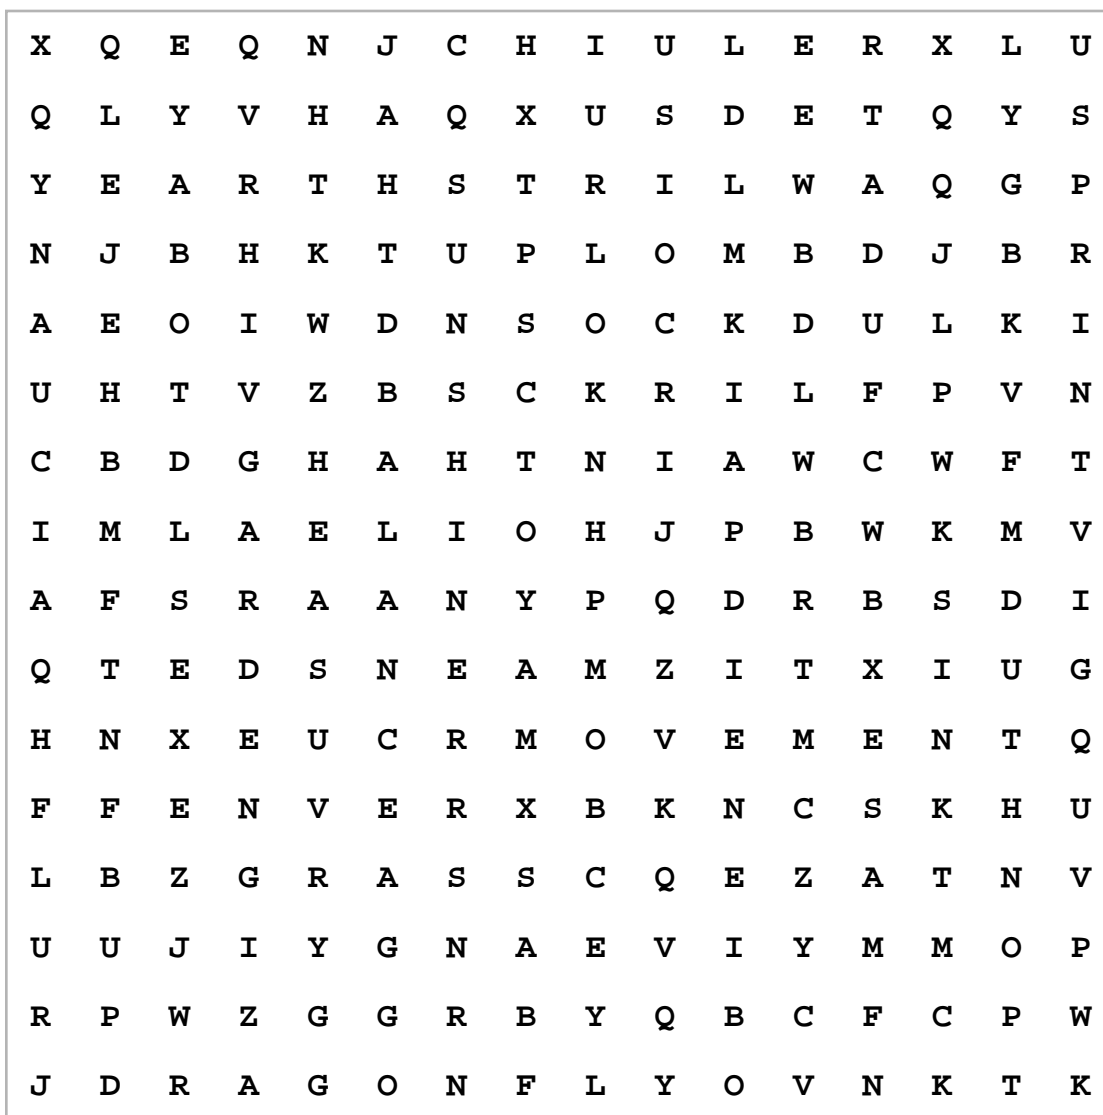 X Q E Q N J C H I U L E R X L U
Q L Y V H A Q X U S D E T Q Y S
Y E A R T H S T R I L W A Q G P
N J B H K T U P L O M B D J B R
A E O I W D N S O C K D U L K I
U H T V Z B S C K R I L F P V N
C B D G H A H T N I A W C W F T
I M L A E L I O H J P B W K M V
A F S R A A N Y P Q D R B S D I
Q T E D S N E A M Z I T X I U G
H N X E U C R M O V E M E N T Q
F F E N V E R X B K N C S K H U
L B Z G R A S S C Q E Z A T N V
U U J I Y G N A E V I Y M M O P
R P W Z G G R B Y Q B C F C P W
J D R A G O N F L Y O V N K T K